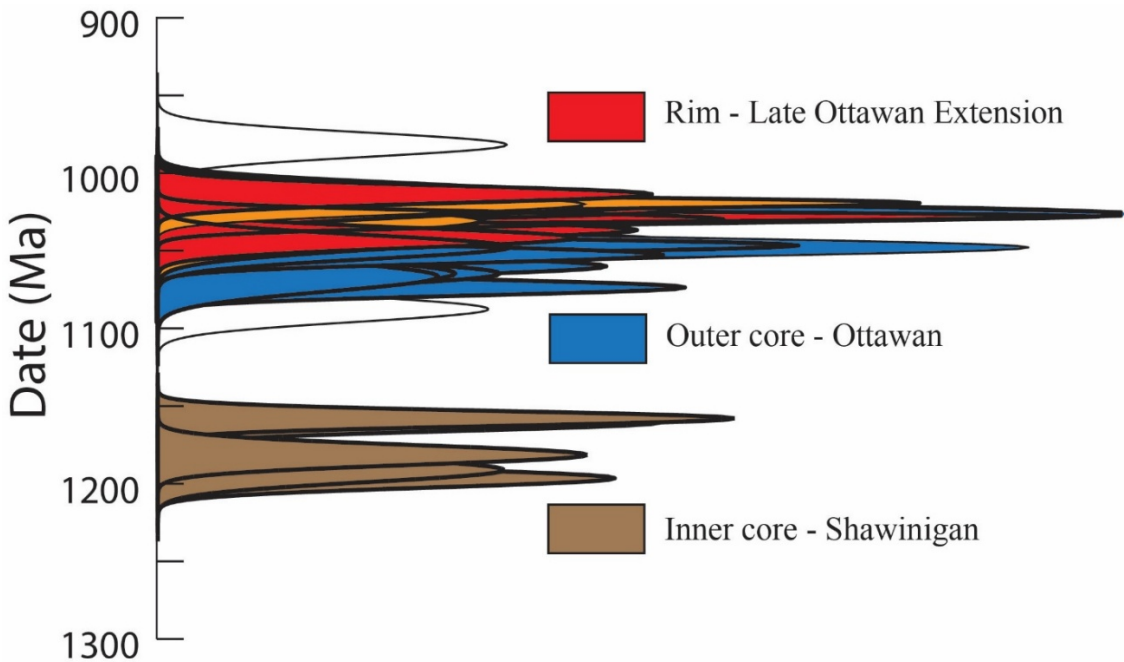 900
1000
1100
1200
1300
Date (Ma)
Rim - Late Ottawan Extension
Outer core - Ottawan
Inner core - Shawinigan